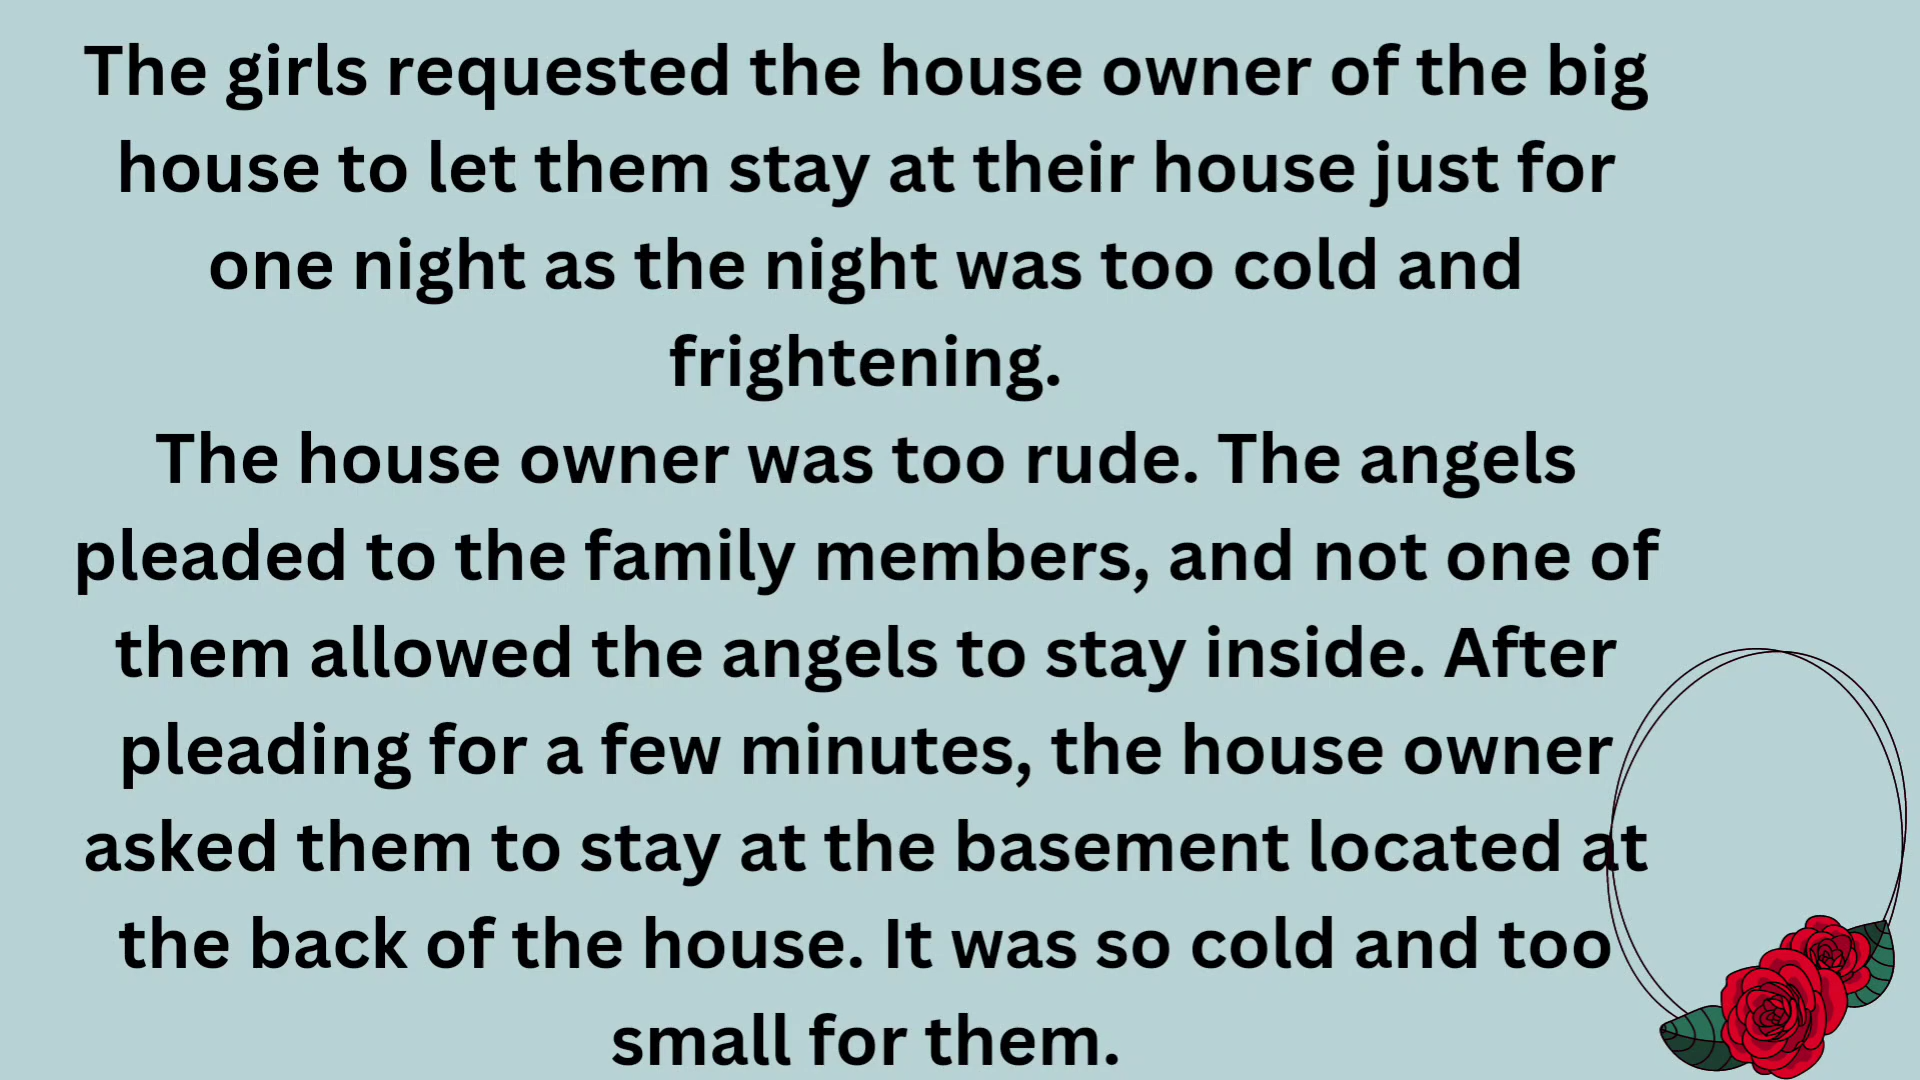 The girls requested the house owner of the big
house to let them stay at their house just for
one night as the night was too cold and
frightening.
The house owner was too rude. The angels
pleaded to the family members, and not one of
them allowed the angels to stay inside. After
pleading for a few minutes, the house owner
asked them to stay at the basement located at
the back of the house. It was so cold and too
small for them.